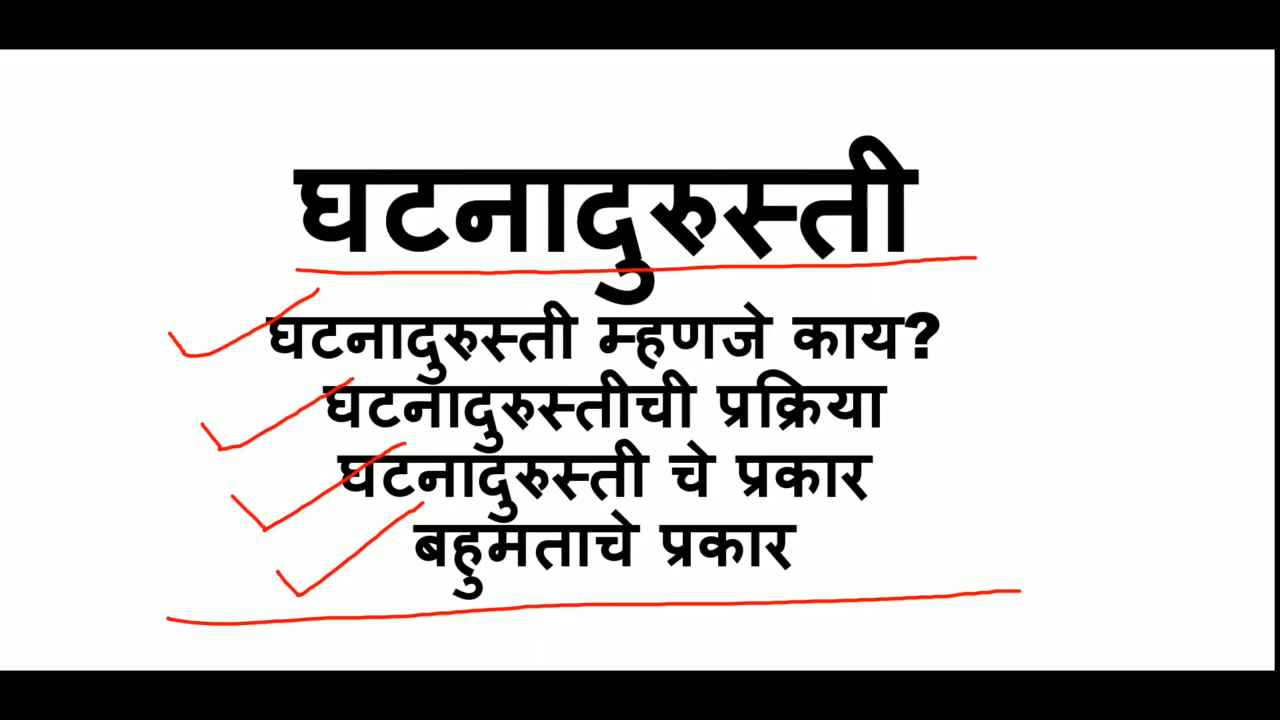 घटनादुरुस्ती
घटनादुरुस्ती म्हणजे काय?
घटनादुरुस्तीची प्रक्रिया
घटनादुरुस्ती चे प्रकार
बहुमताचे प्रकार